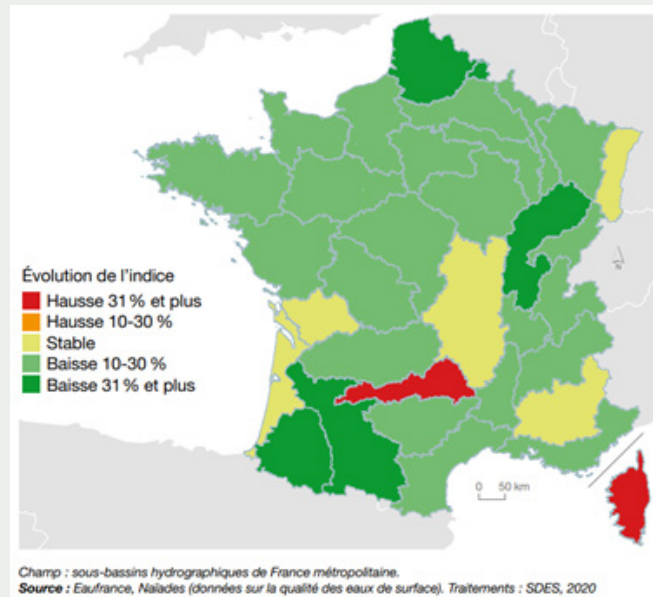 Évolution de l'indice
Hausse 31 % et plus
Hausse 10-30 %
Stable
Baisse 10-30 %
Baisse 31 % et plus
N
0 50 km
Champ : sous-bassins hydrographiques de France métropolitaine.
Source : Eaufrance, Naïades (données sur la qualité des eaux de surface). Traitements : SDES, 2020